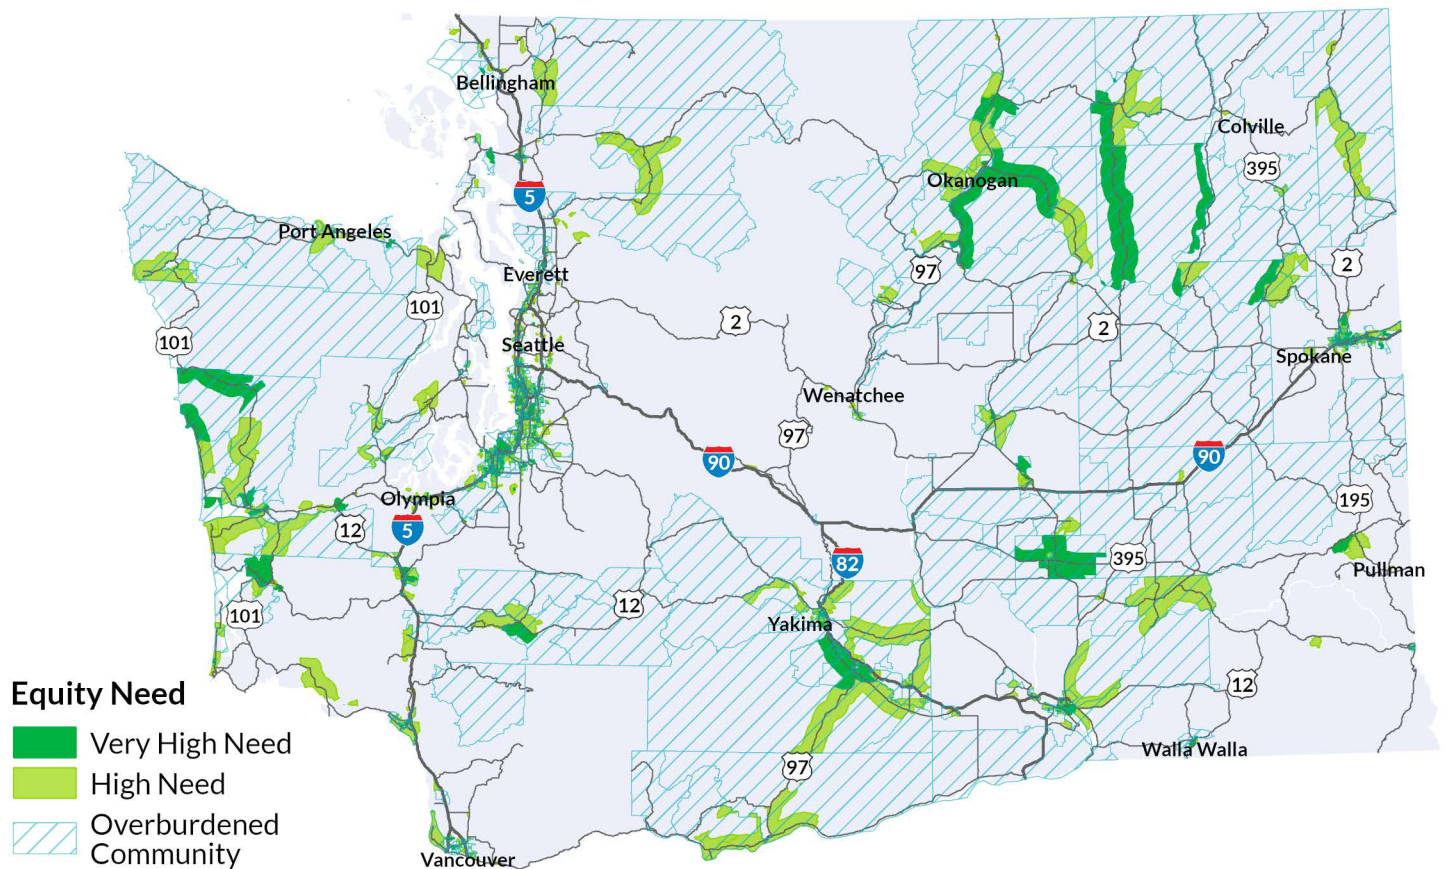 Bellingham
Colville
395
5
Okanogan
Port Angeles
Everett
97
2
101
2
101
2
Seattle
Spokane
Wenatchee
97
90
90
Olympia
195
12
5
395
82
Pullman
12
101
Yakima
12
Equity Need
Very High Need
Walla Walla
97
High Need
Overburdened
Community
Vancouver